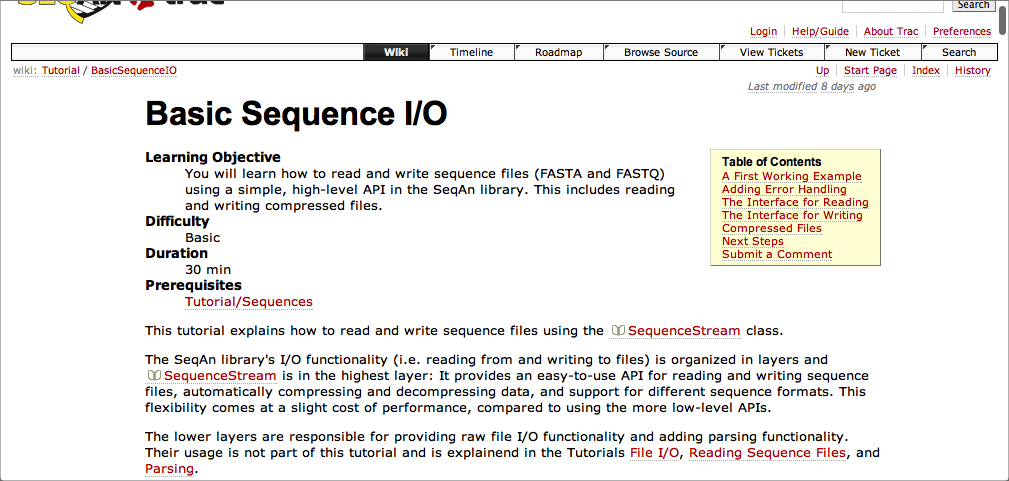 Search
Login Help/Guide About Trac Preferences
Wiki Timeline Roadmap Browse Source View Tickets New Ticket Search
wiki: Tutorial / BasicSequenceIO
Up Start Page Index History
Last modified 8 days ago
Basic Sequence I/O
Learning Objective
You will learn how to read and write sequence files (FASTA and FASTQ)
using a simple, high-level API in the SeqAn library. This includes reading
and writing compressed files.
Difficulty
Basic
Duration
30 min
Prerequisites
Tutorial/Sequences
Table of Contents
A First Working Example
Adding Error Handling
The Interface for Reading
The Interface for Writing
Compressed Files
Next Steps
Submit a Comment
This tutorial explains how to read and write sequence files using the SequenceStream class.
The SeqAn library's I/O functionality (i.e. reading from and writing to files) is organized in layers and
SequenceStream is in the highest layer: It provides an easy-to-use API for reading and writing sequence
files, automatically compressing and decompressing data, and support for different sequence formats. This
flexibility comes at a slight cost of performance, compared to using the more low-level APIs.
The lower layers are responsible for providing raw file I/O functionality and adding parsing functionality.
Their usage is not part of this tutorial and is explainend in the Tutorials File I/O, Reading Sequence Files, and
Parsing.